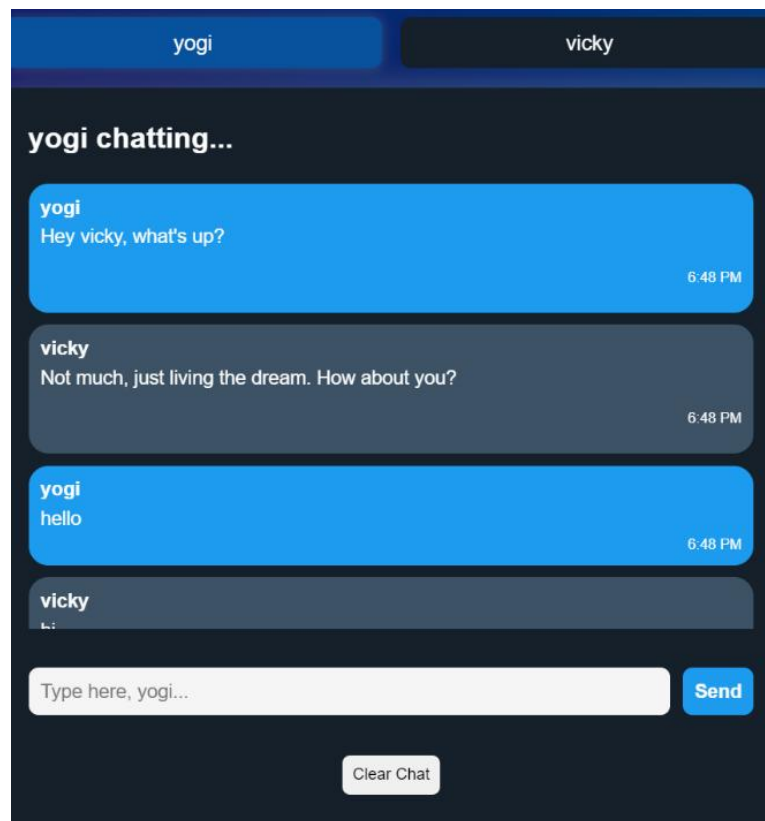 yogi
vicky
yogi chatting...
yogi
Hey vicky, what's up?
6:48 PM
vicky
Not much, just living the dream. How about you?
6:48 PM
yogi
hello
6:48 PM
vicky
hi
Type here, yogi...
Send
Clear Chat